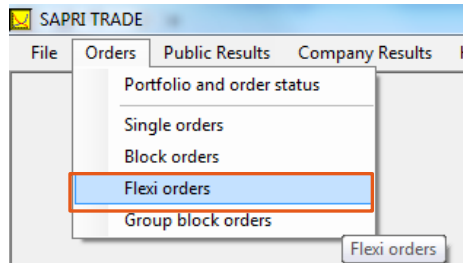 SAPRI TRADE
File Orders Public Results Company Results
Portfolio and order status
Single orders
Block orders
Flexi orders
Group block orders
Flexi orders